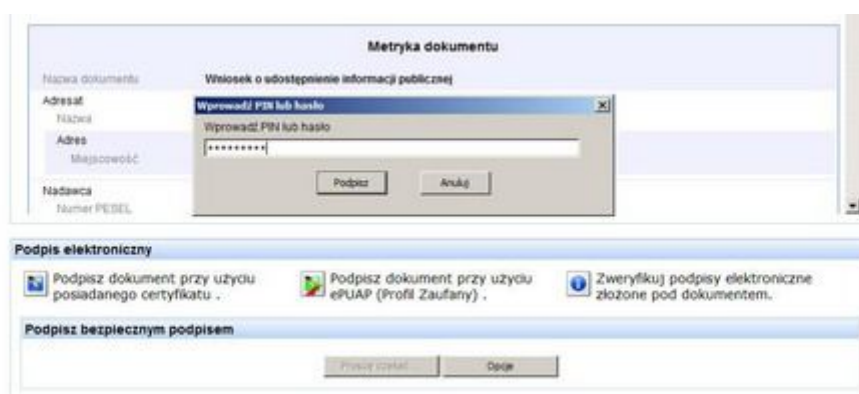 Metryka dokumentu
Nazwa dokumentu
Wniosek o udostępnienie informacji publicznej
Adresat
Nazwa
Adres
Miejscowość
Nadawca
Numer PESEL
Wprowadź PIN lub hasło
Wprowadź PIN lub hasło
•••••••••
Podpisz
Anuluj
Podpis elektroniczny
Podpisz dokument przy użyciu
posiadanego certyfikatu .
Podpisz dokument przy użyciu
ePUAP (Profil Zaufany) .
Zweryfikuj podpisy elektroniczne
złożone pod dokumentem.
Podpisz bezpiecznym podpisem
Proszę czekać
Opcje